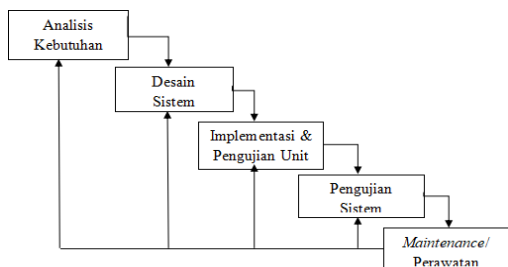 Analisis
Kebutuhan
Desain
Sistem
Implementasi &
Pengujian Unit
Pengujian
Sistem
Maintenance/
Perawatan